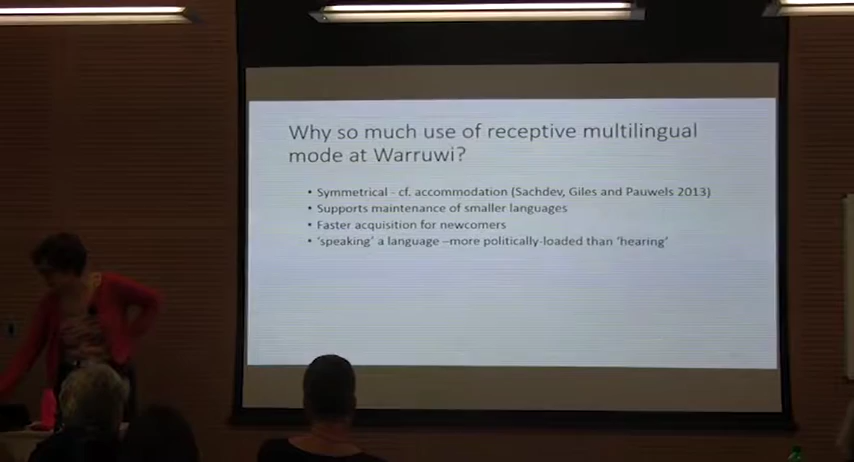 Why so much use of receptive multilingual
mode at Warruwi?
• Symmetrical - cf. accommodation (Sachdev, Giles and Pauwels 2013)
• Supports maintenance of smaller languages
• Faster acquisition for newcomers
• ‘speaking’ a language –more politically-loaded than ‘hearing’